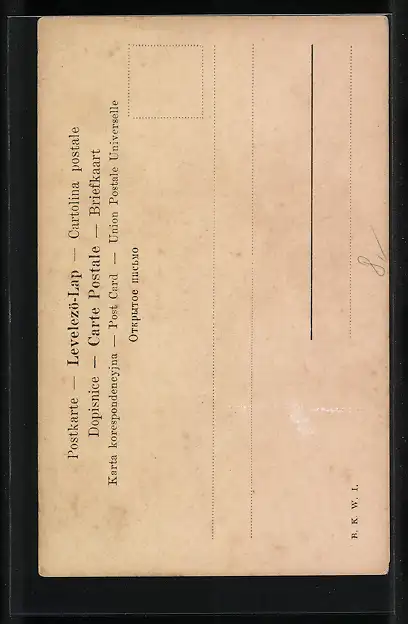 Postkarte — Levelező-Lap — Cartolina postale
Dopisnice — Carte Postale — Briefkaart
Karta korespondencyjna — Post Card — Union Postale Universelle
Открытое письмо
B. K. W. I.